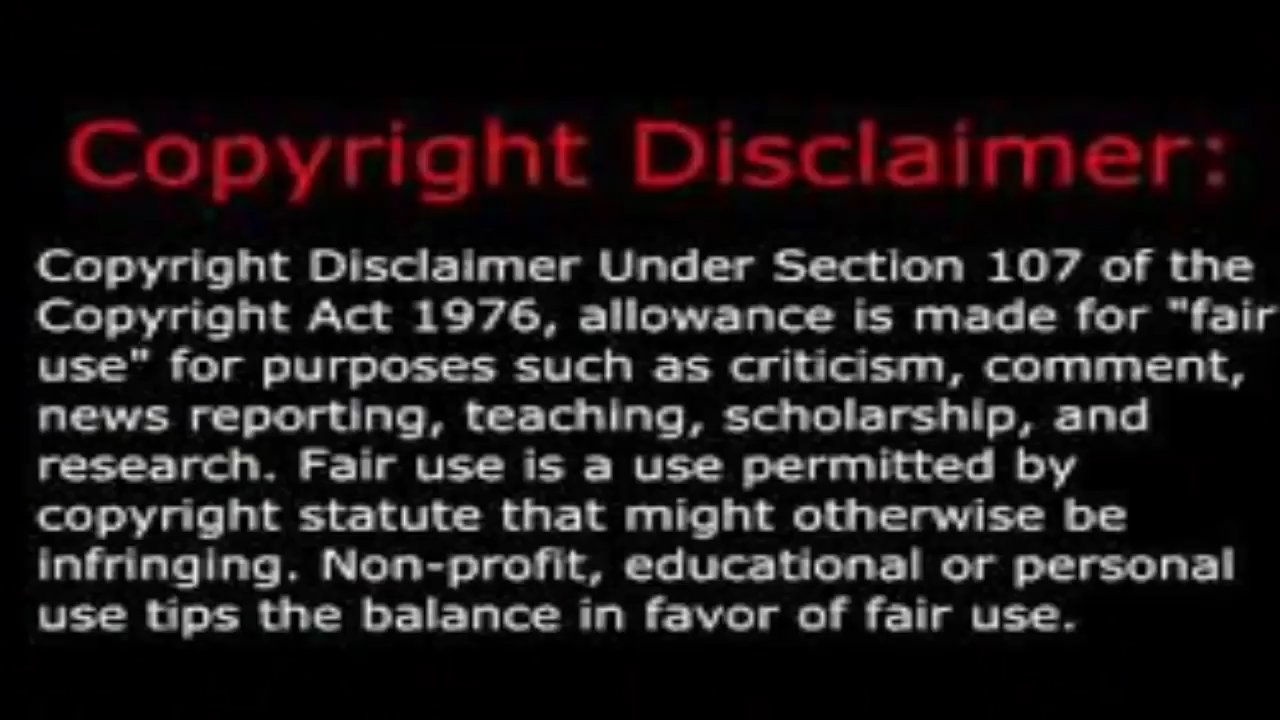 Copyright Disclaimer:
Copyright Disclaimer Under Section 107 of the
Copyright Act 1976, allowance is made for "fair
use" for purposes such as criticism, comment,
news reporting, teaching, scholarship, and
research. Fair use is a use permitted by
copyright statute that might otherwise be
infringing. Non-profit, educational or personal
use tips the balance in favor of fair use.